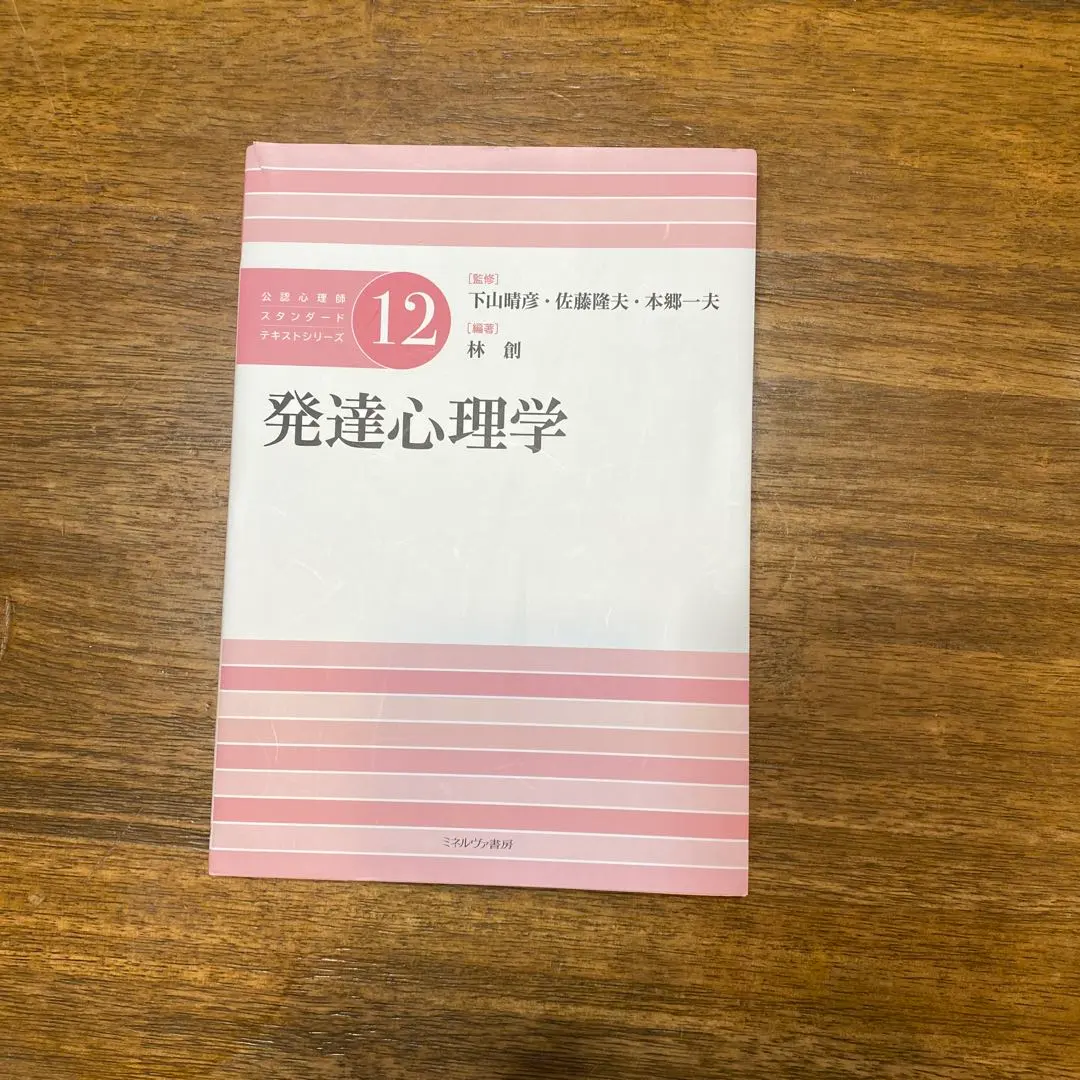 公認心理師
スタンダード
テキストシリーズ
12
[監修]
下山晴彦・佐藤隆夫・本郷一夫
[編著]
林 創
発達心理学
ミネルヴァ書房